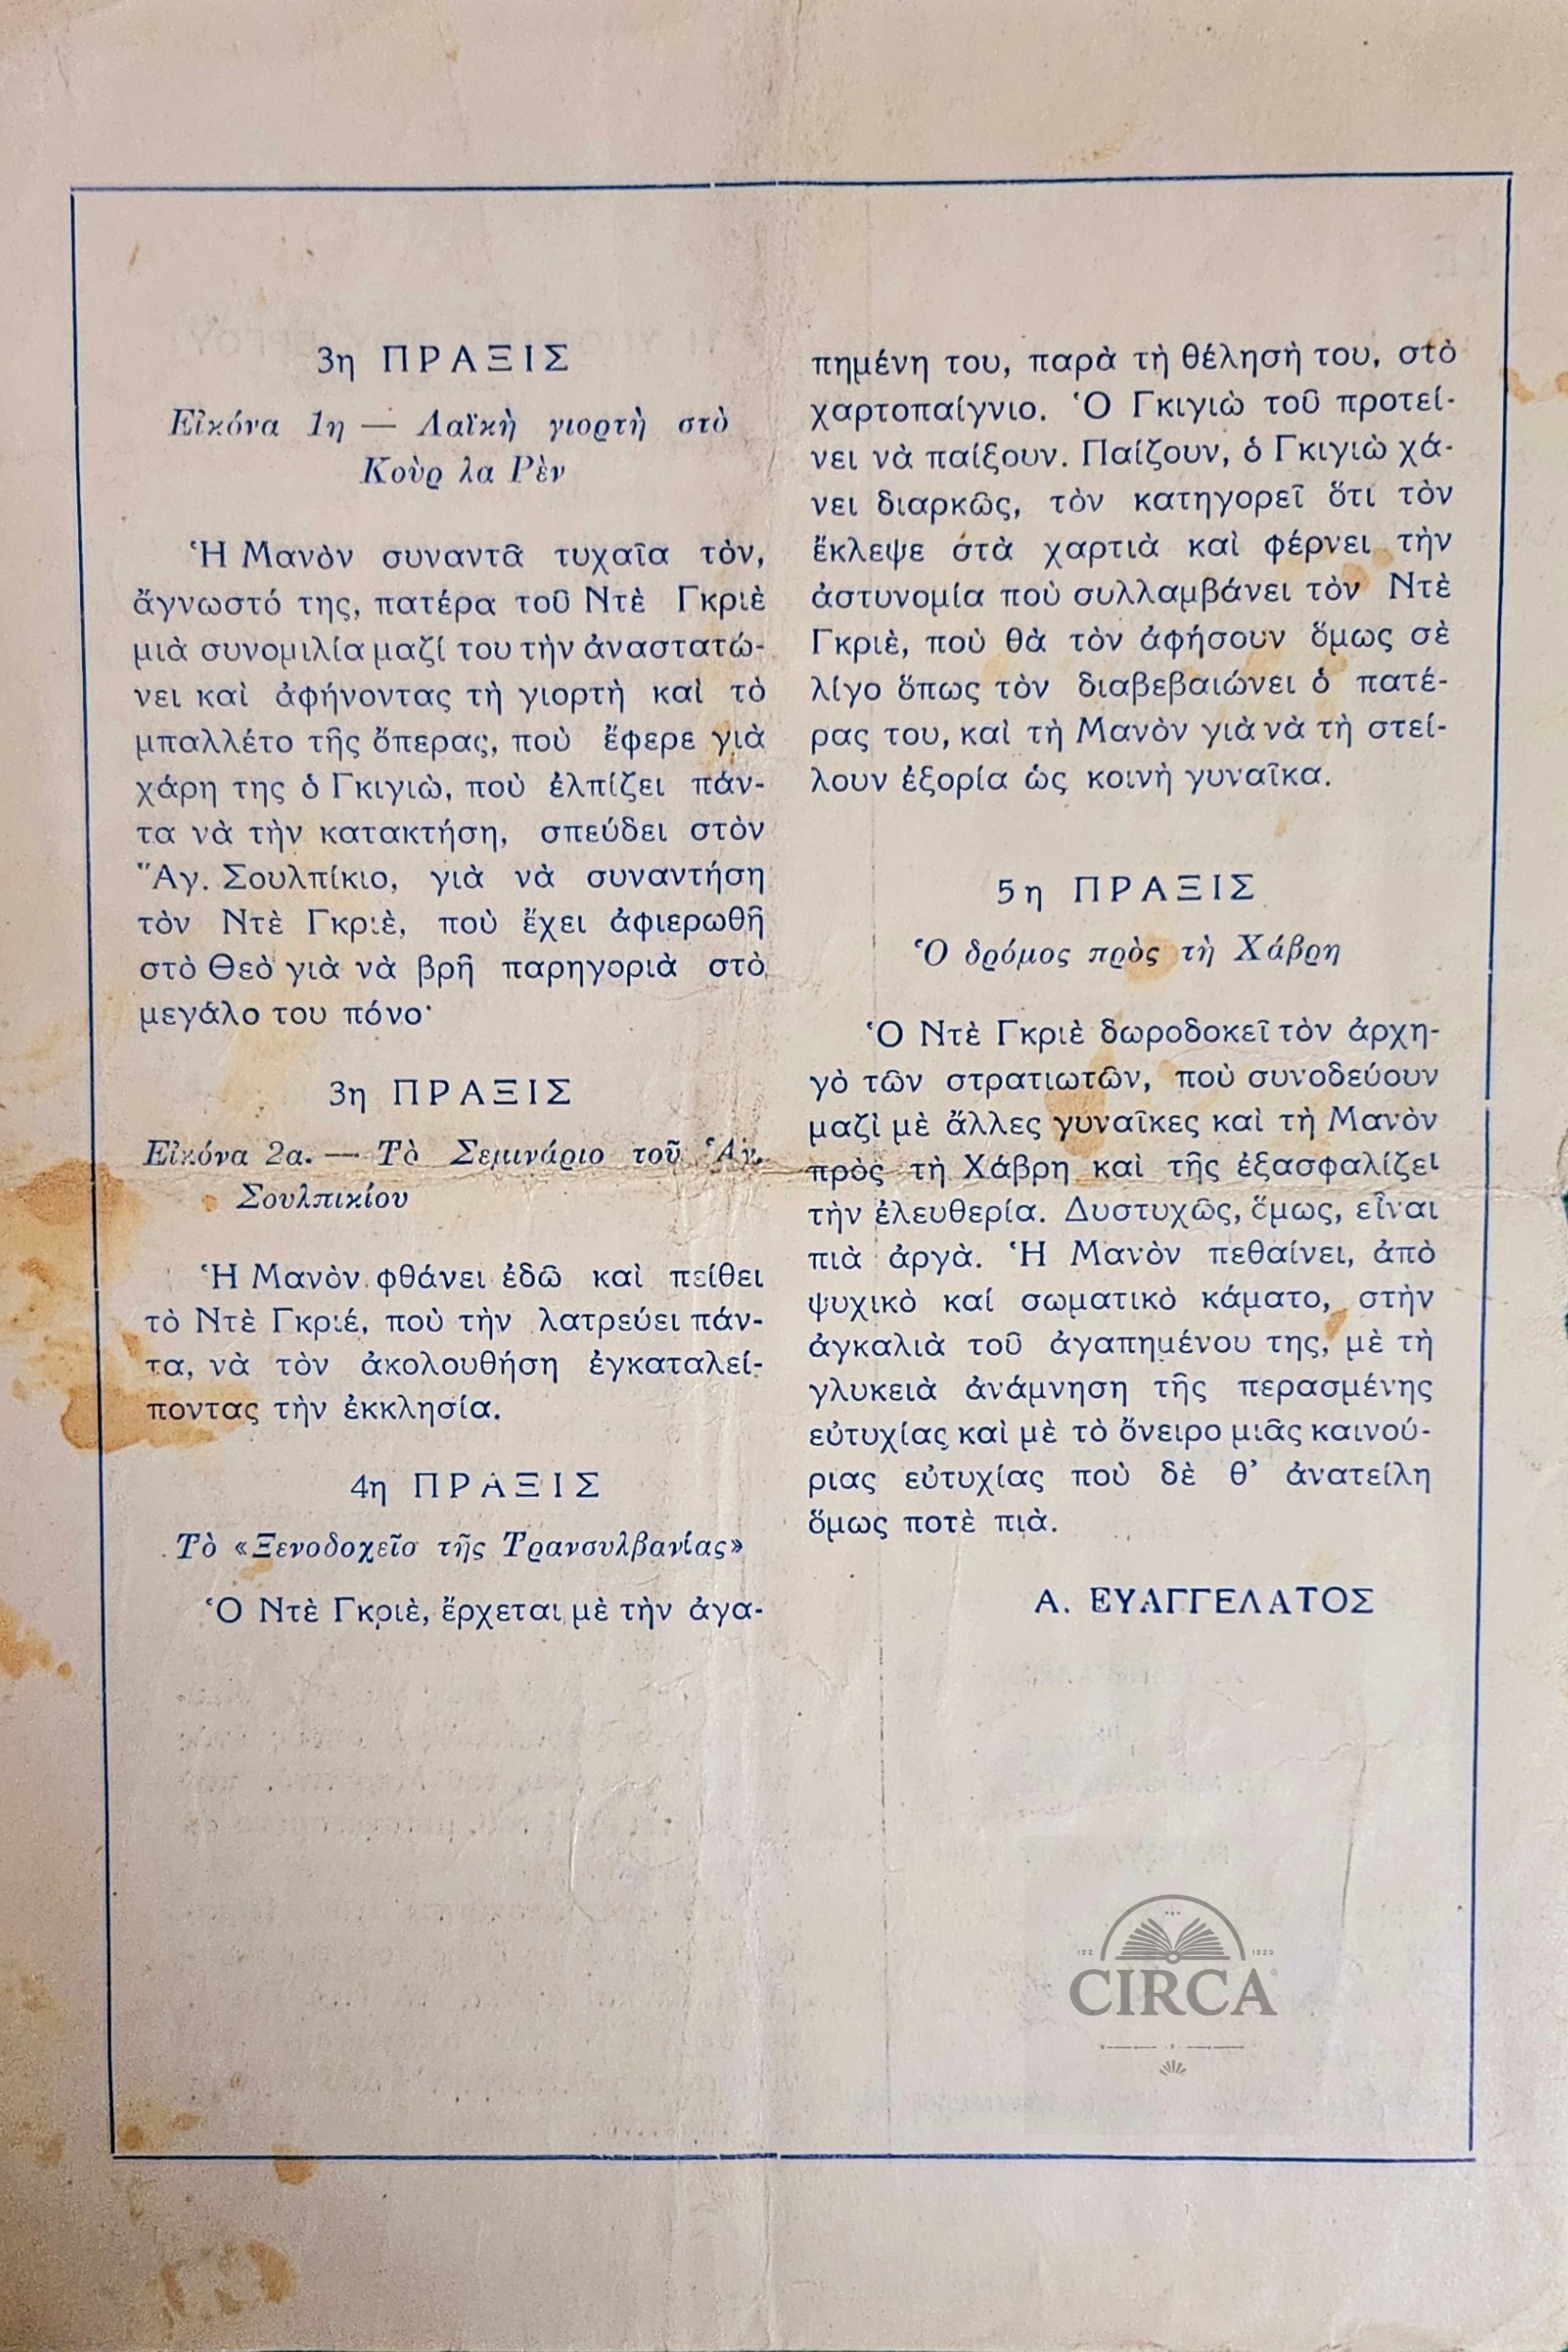 3η ΠΡΑΞΙΣ
Εἰκόνα 1η — Λαϊκὴ γιορτὴ στὸ
Κοὺρ λα Ρὲν
Ἡ Μανὸν συναντᾶ τυχαῖα τὸν,
ἄγνωστό της, πατέρα τοῦ Ντὲ Γκριὲ
μιὰ συνομιλία μαζί του τὴν ἀναστατώ-
νει καὶ ἀφήνοντας τὴ γιορτὴ καὶ τὸ
μπαλλέτο τῆς ὄπερας, ποὺ ἔφερε γιὰ
χάρη της ὁ Γκιγιὼ, ποὺ ἐλπίζει πάν-
τα νὰ τὴν κατακτήση, σπεύδει στὸν
Ἅγ. Σουλπίκιο, γιὰ νὰ συναντήση
τὸν Ντὲ Γκριὲ, ποὺ ἔχει ἀφιερωθῆ
στὸ Θεὸ γιὰ νὰ βρῆ παρηγοριὰ στὸ
μεγάλο του πόνο·
3η ΠΡΑΞΙΣ
Εἰκόνα 2α. — Τὸ Σεμινάριο τοῦ Ἁγ.
Σουλπικίου
Ἡ Μανὸν φθάνει ἐδῶ καὶ πείθει
τὸ Ντὲ Γκριέ, ποὺ τὴν λατρεύει πάν-
τα, νὰ τὸν ἀκολουθήση ἐγκαταλεί-
ποντας τὴν ἐκκλησία.
4η ΠΡΑΞΙΣ
Τὸ «Ξενοδοχεῖο τῆς Τρανσυλβανίας»
Ὁ Ντὲ Γκριὲ, ἔρχεται μὲ τὴν ἀγα-
πημένη του, παρὰ τὴ θέλησὴ του, στὸ
χαρτοπαίγνιο. Ὁ Γκιγιὼ τοῦ προτεί-
νει νὰ παίξουν. Παίζουν, ὁ Γκιγιὼ χά-
νει διαρκῶς, τὸν κατηγορεῖ ὅτι τὸν
ἔκλεψε στὰ χαρτιὰ καὶ φέρνει τὴν
ἀστυνομία ποὺ συλλαμβάνει τὸν Ντὲ
Γκριὲ, ποὺ θὰ τὸν ἀφήσουν ὅμως σὲ
λίγο ὅπως τὸν διαβεβαιώνει ὁ πατέ-
ρας του, καὶ τὴ Μανὸν γιὰ νὰ τὴ στεί-
λουν ἐξορία ὡς κοινὴ γυναῖκα.
5η ΠΡΑΞΙΣ
Ὁ δρόμος πρὸς τὴ Χάβρη
Ὁ Ντὲ Γκριὲ δωροδοκεῖ τὸν ἀρχη-
γὸ τῶν στρατιωτῶν, ποὺ συνοδεύουν
μαζὶ μὲ ἄλλες γυναῖκες καὶ τὴ Μανὸν
πρὸς τὴ Χάβρη καὶ τῆς ἐξασφαλίζει
τὴν ἐλευθερία. Δυστυχῶς, ὅμως, εἶναι
πιὰ ἀργὰ. Ἡ Μανὸν πεθαίνει, ἀπὸ
ψυχικὸ καί σωματικὸ κάματο, στὴν
ἀγκαλιὰ τοῦ ἀγαπημένου της, μὲ τὴ
γλυκειὰ ἀνάμνηση τῆς περασμένης
εὐτυχίας καὶ μὲ τὸ ὄνειρο μιᾶς καινού-
ριας εὐτυχίας ποὺ δὲ θ' ἀνατείλη
ὅμως ποτὲ πιὰ.
Α. ΕΥΑΓΓΕΛΑΤΟΣ
CIRCA